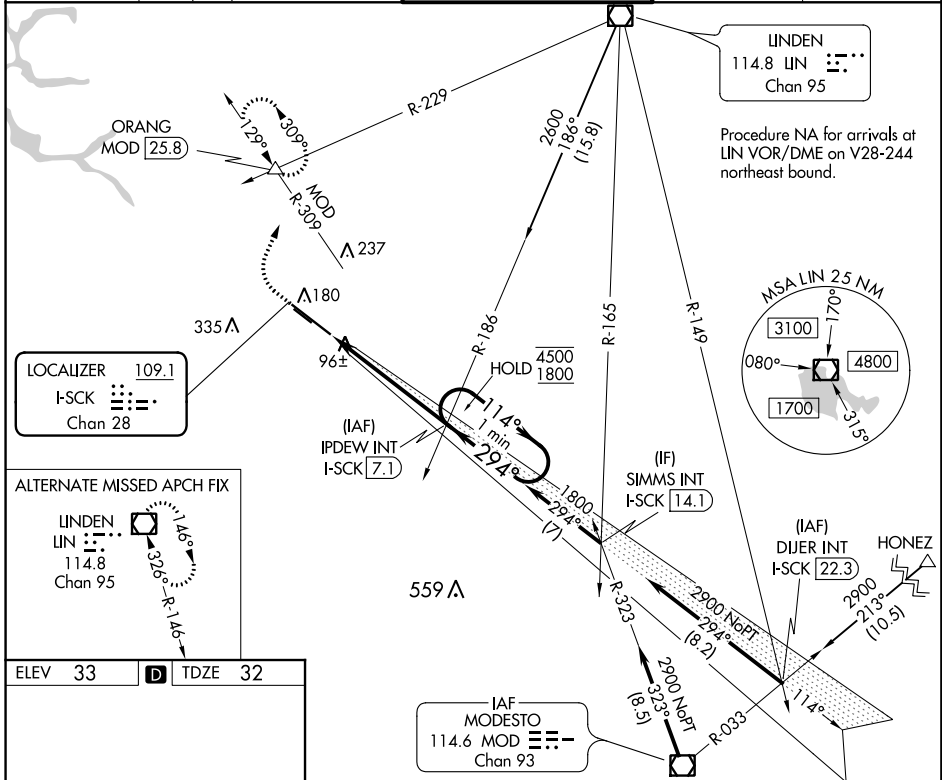 LINDEN
114.8 LIN
Chan 95
Procedure NA for arrivals at
LIN VOR/DME on V28-244
northeast bound.
R-229
ORANG
MOD 25.8
129°
309°
MOD
R-309
237
2600
186°
(15.8)
R-186
R-165
R-149
180
335
96±
LOCALIZER 109.1
I-SCK
Chan 28
MSA LIN 25 NM
3100
170°
080°
4800
1700
315°
HOLD 4500
1800
114°
1 min
294°
(IAF)
IPDEW INT
I-SCK 7.1
(IF)
SIMMS INT
I-SCK 14.1
1800
294°
(7)
(IAF)
DIJER INT
I-SCK 22.3
HONEZ
2900
213°
(10.5)
ALTERNATE MISSED APCH FIX
LINDEN
LIN
114.8
Chan 95
146°
326°
R-146
559
R-323
2900 NoPT
294°
(8.2)
2900 NoPT
323°
(8.5)
114°
R-033
ELEV 33 D TDZE 32
IAF
MODESTO
114.6 MOD
Chan 93